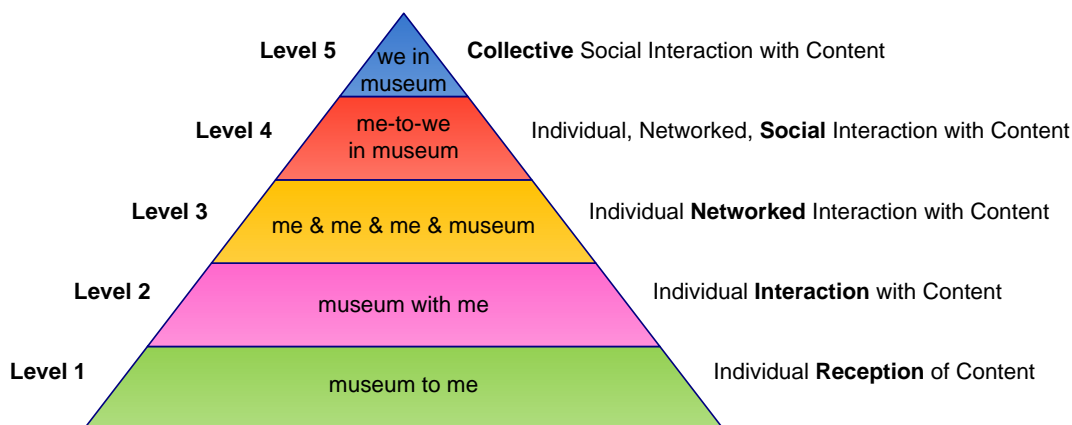 Level 5
we in
museum
Collective Social Interaction with Content
Level 4
me-to-we
in museum
Individual, Networked, Social Interaction with Content
Level 3
me & me & me & museum
Individual Networked Interaction with Content
Level 2
museum with me
Individual Interaction with Content
Level 1
museum to me
Individual Reception of Content